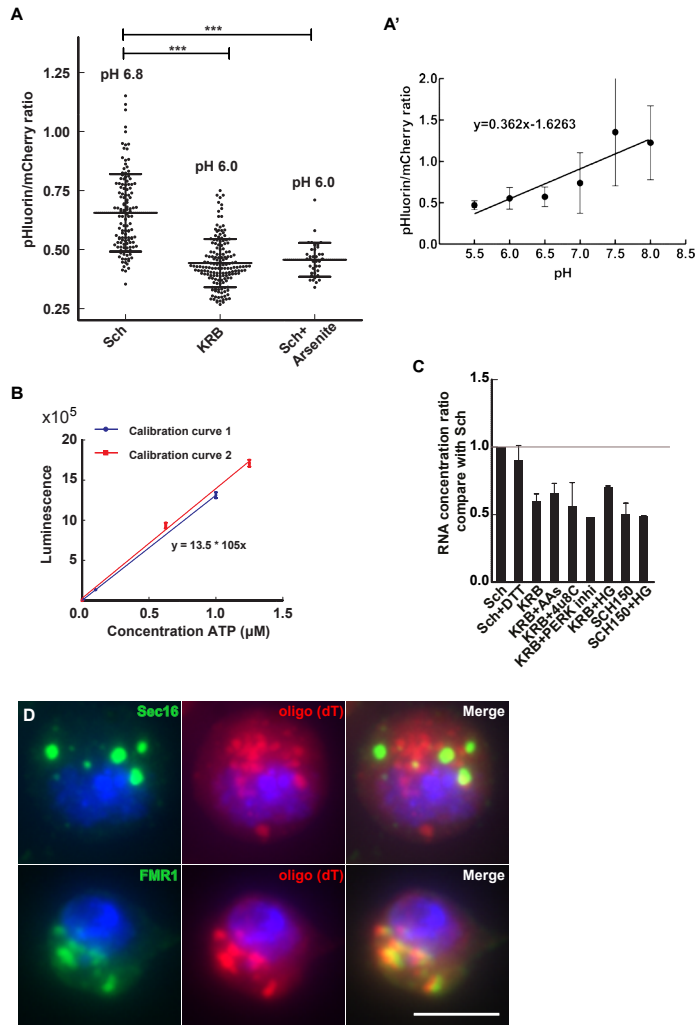 A
***
***
pH 6.8
pH 6.0
pH 6.0
pHluorin/mCherry ratio
1.25
1.00
0.75
0.50
0.25
Sch
KRB
Sch+
Arsenite
A'
pHluorin/mCherry ratio
2.0
1.5
1.0
0.5
0.0
y=0.362x-1.6263
5.5 6.0 6.5 7.0 7.5 8.0 8.5
pH
B
x10⁵
Luminescence
20
15
10
5
Calibration curve 1
Calibration curve 2
y = 13.5 * 105x
0.0 0.5 1.0 1.5
Concentration ATP (µM)
C
RNA concentration ratio
compare with Sch
1.5
1.0
0.5
0.0
Sch
Sch+DTT
KRB
KRB+AAs
KRB+4u8C
KRB+PERK inhi
KRB+HG
SCH150
SCH150+HG
D
Sec16
oligo (dT)
Merge
FMR1
oligo (dT)
Merge